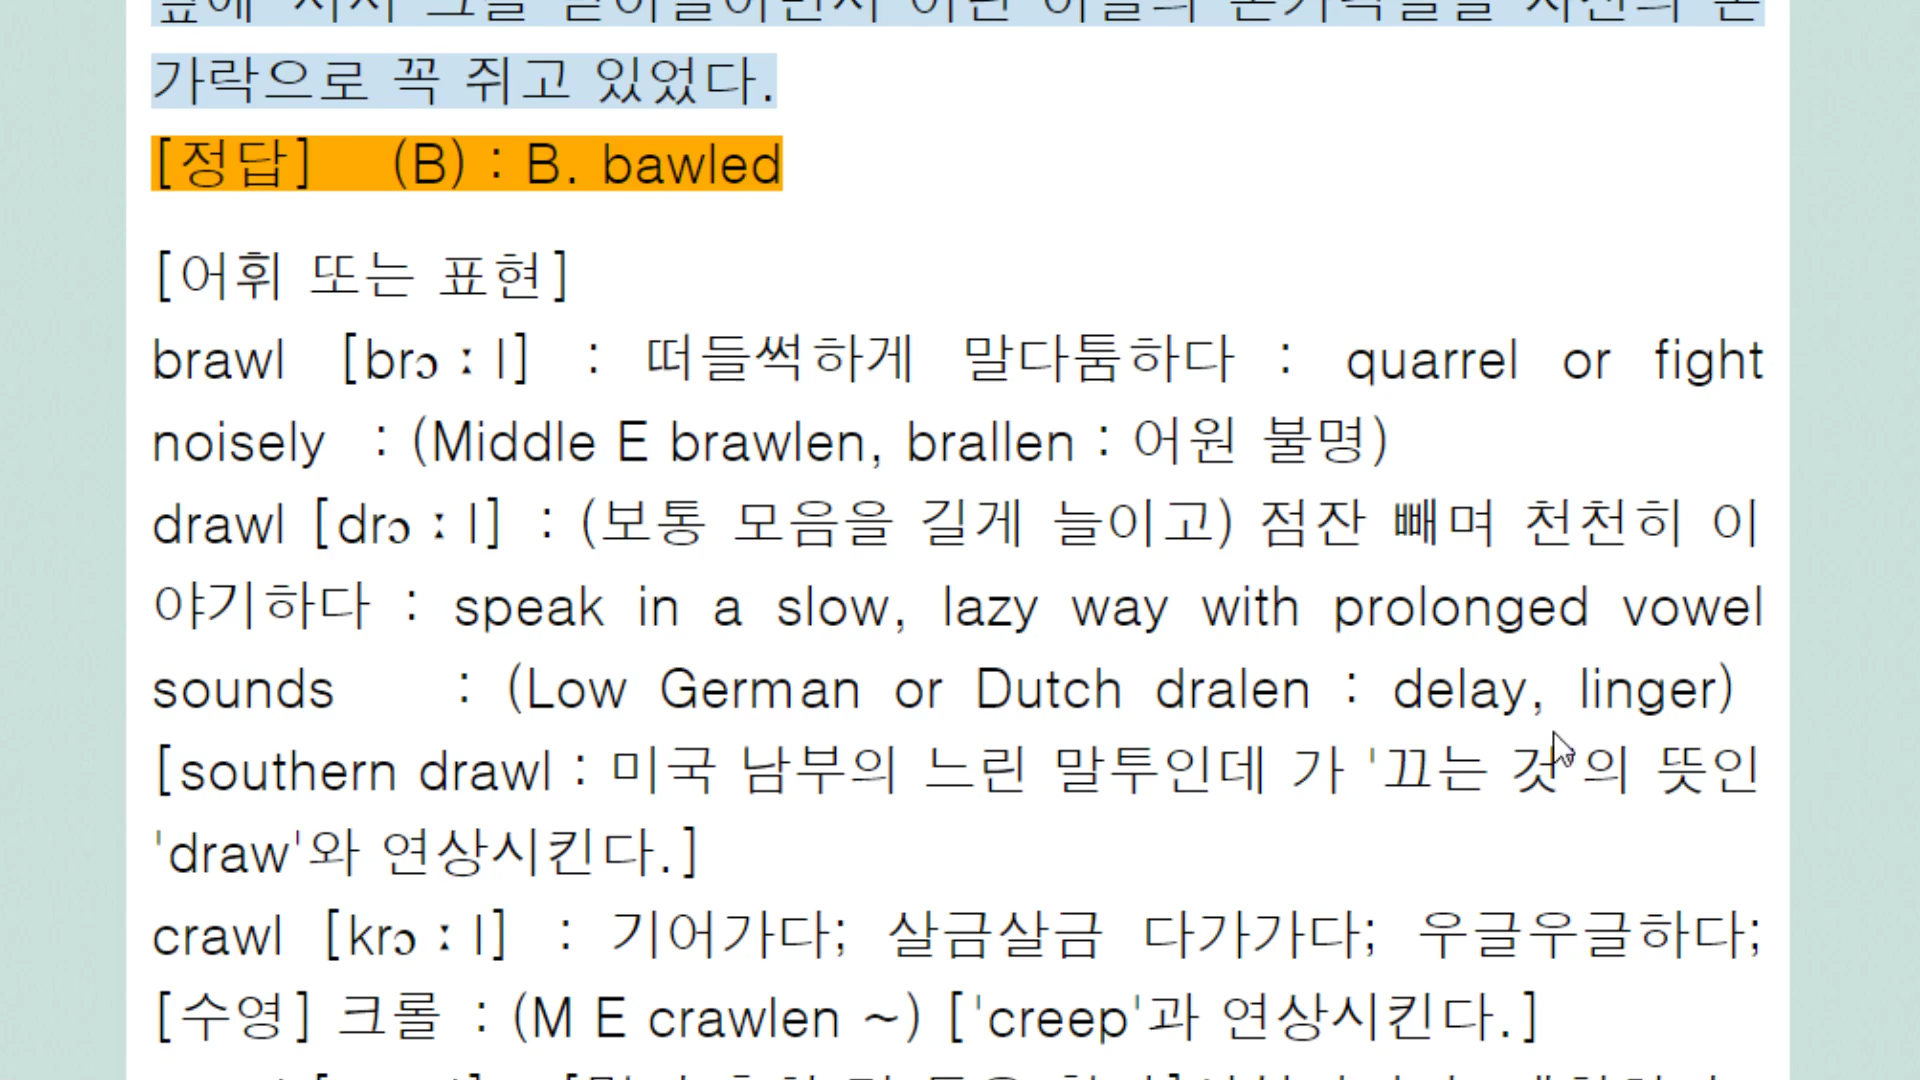 가락으로 꼭 쥐고 있었다.
[정답] (B) : B. bawled
[어휘 또는 표현]
brawl [brɔ : l] : 떠들썩하게 말다툼하다 : quarrel or fight
noisely : (Middle E brawlen, brallen : 어원 불명)
drawl [drɔ : l] : (보통 모음을 길게 늘이고) 점잔 빼며 천천히 이
야기하다 : speak in a slow, lazy way with prolonged vowel
sounds : (Low German or Dutch dralen : delay, linger)
[southern drawl : 미국 남부의 느린 말투인데 가 '끄는 것'의 뜻인
'draw'와 연상시킨다.]
crawl [krɔ : l] : 기어가다; 살금살금 다가가다; 우글우글하다;
[수영] 크롤 : (M E crawlen ~) ['creep'과 연상시킨다.]